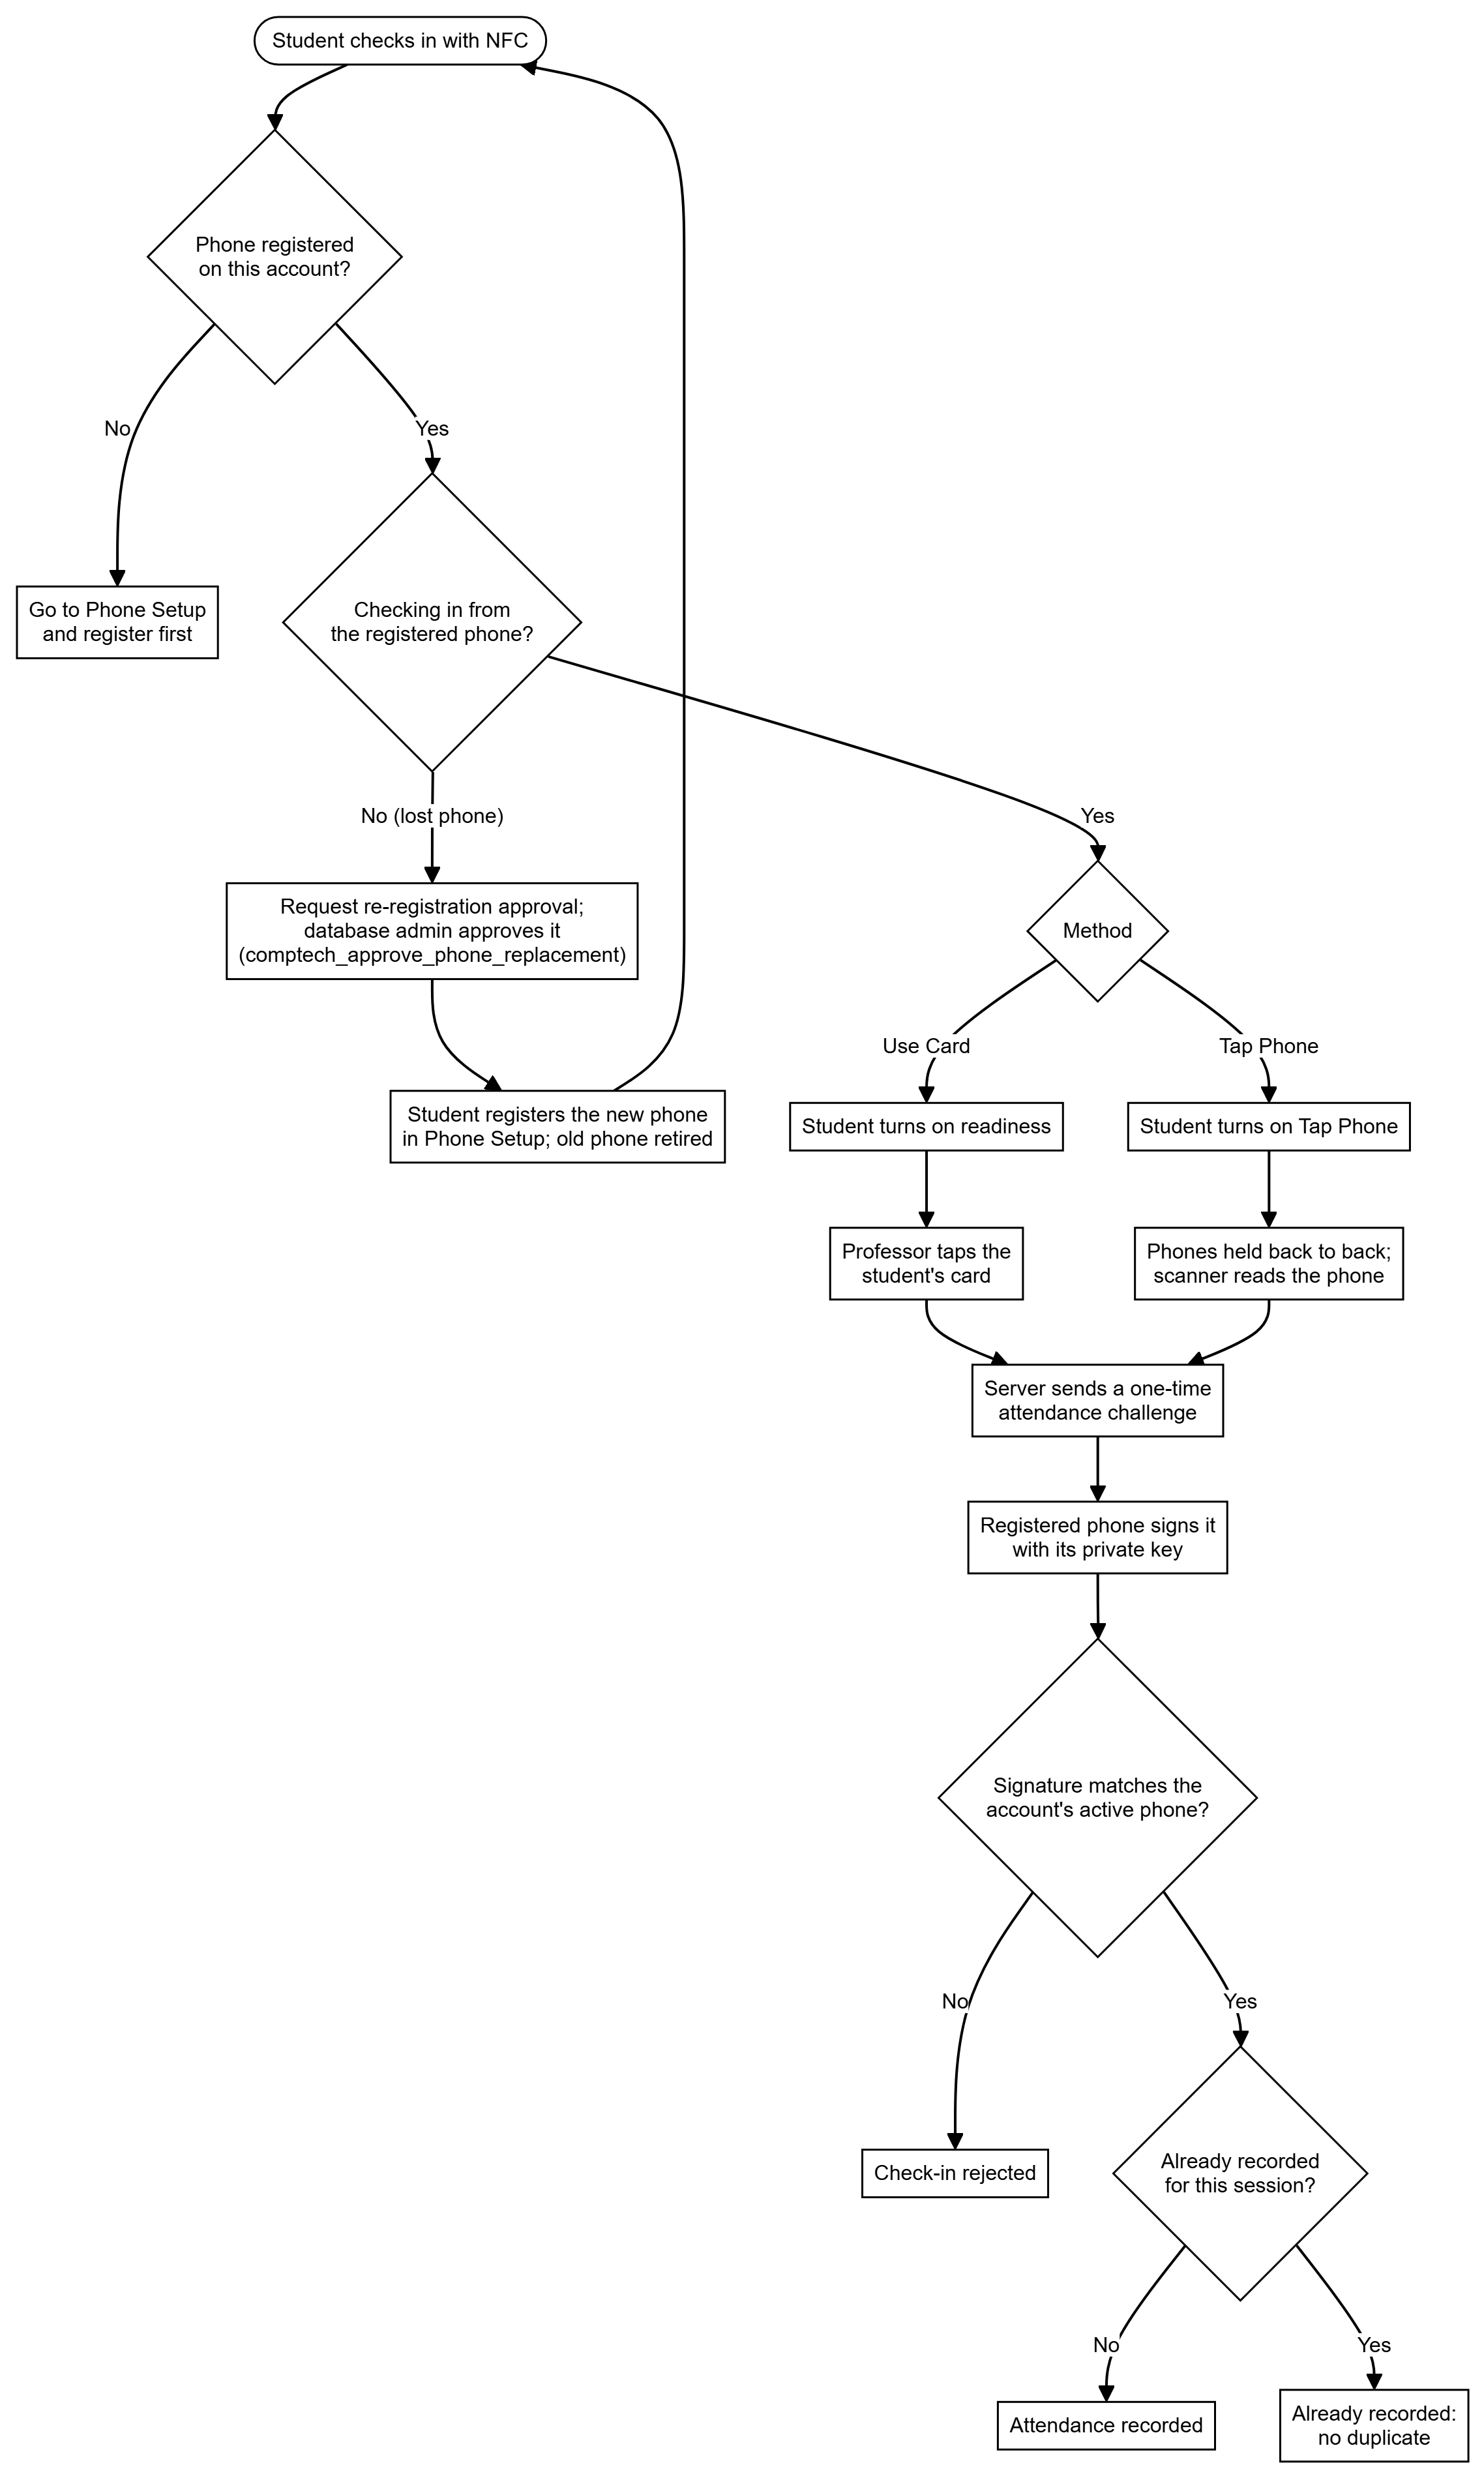 Student checks in with NFC
Phone registered
on this account?
No
Yes
Go to Phone Setup
and register first
Checking in from
the registered phone?
No (lost phone)
Yes
Request re-registration approval;
database admin approves it
(comptech_approve_phone_replacement)
Method
Use Card
Tap Phone
Student registers the new phone
in Phone Setup; old phone retired
Student turns on readiness
Student turns on Tap Phone
Professor taps the
student's card
Phones held back to back;
scanner reads the phone
Server sends a one-time
attendance challenge
Registered phone signs it
with its private key
Signature matches the
account's active phone?
No
Yes
Check-in rejected
Already recorded
for this session?
No
Yes
Attendance recorded
Already recorded:
no duplicate